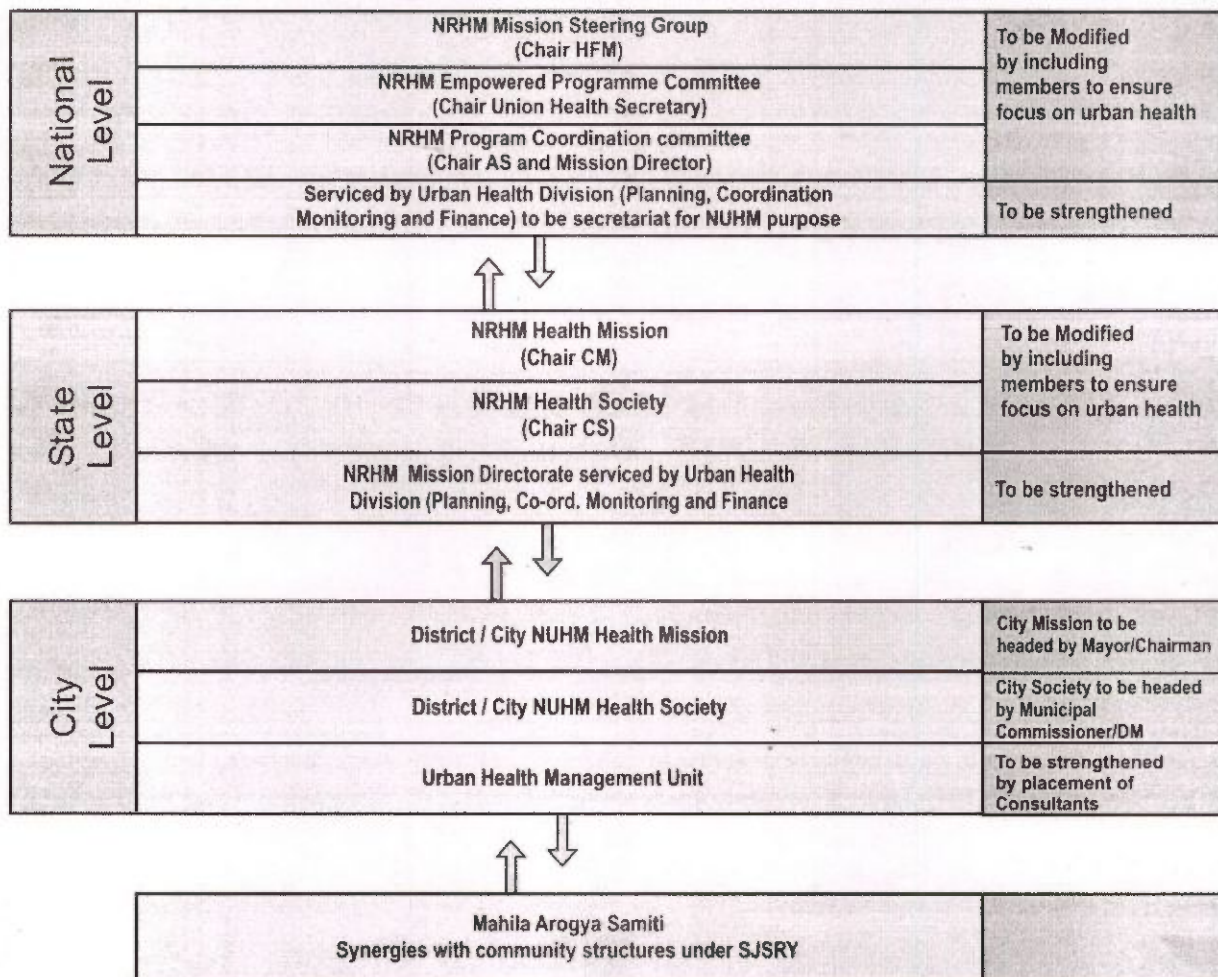 National
Level
NRHM Mission Steering Group
(Chair HFM)
NRHM Empowered Programme Committee
(Chair Union Health Secretary)
NRHM Program Coordination committee
(Chair AS and Mission Director)
To be Modified
by including
members to ensure
focus on urban health
Serviced by Urban Health Division (Planning, Coordination
Monitoring and Finance) to be secretariat for NUHM purpose
To be strengthened
State
Level
NRHM Health Mission
(Chair CM)
NRHM Health Society
(Chair CS)
To be Modified
by including
members to ensure
focus on urban health
NRHM Mission Directorate serviced by Urban Health
Division (Planning, Co-ord. Monitoring and Finance
To be strengthened
City
Level
District / City NUHM Health Mission
City Mission to be
headed by Mayor/Chairman
District / City NUHM Health Society
City Society to be headed
by Municipal
Commissioner/DM
Urban Health Management Unit
To be strengthened
by placement of
Consultants
Mahila Arogya Samiti
Synergies with community structures under SJSRY